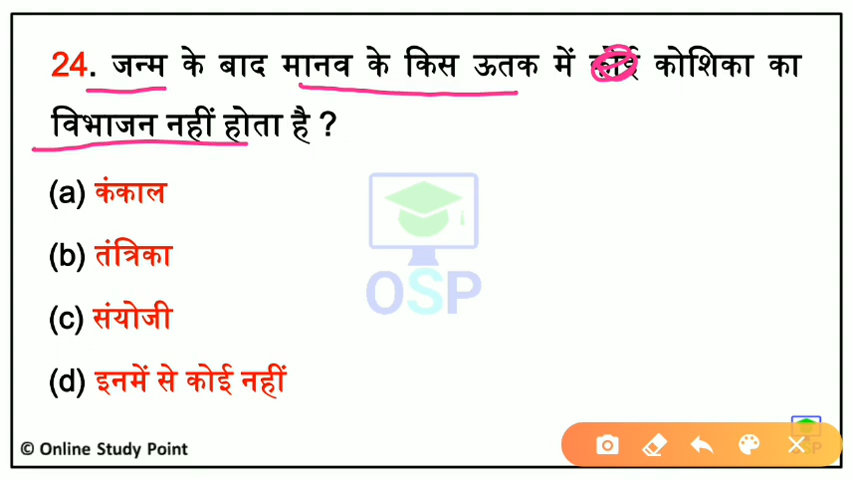 24. जन्म के बाद मानव के किस ऊतक में कोई कोशिका का
विभाजन नहीं होता है ?
(a) कंकाल
(b) तंत्रिका
(c) संयोजी
(d) इनमें से कोई नहीं
OSP
© Online Study Point